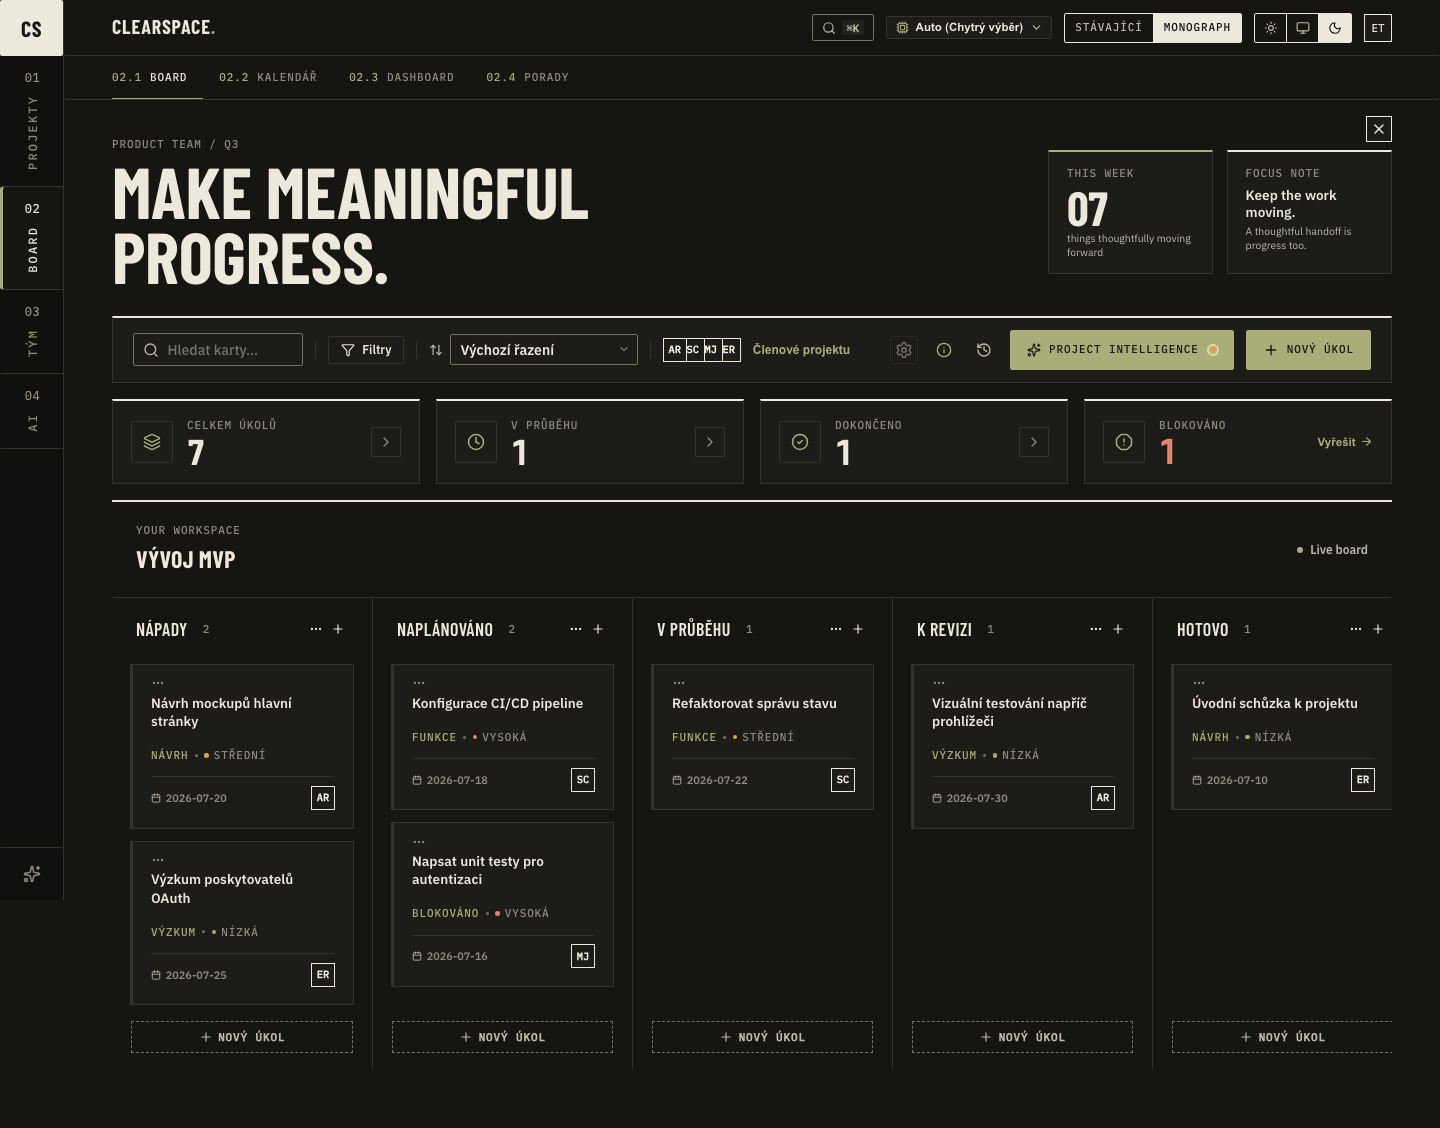 CS
CLEARSPACE.
⌘K
Auto (Chytrý výběr)
STÁVAJÍCÍ
MONOGRAPH
ET
01
PROJEKTY
02
BOARD
03
TÝM
04
AI
02.1 BOARD
02.2 KALENDÁŘ
02.3 DASHBOARD
02.4 PORADY
PRODUCT TEAM / Q3
MAKE MEANINGFUL
PROGRESS.
THIS WEEK
07
things thoughtfully moving
forward
FOCUS NOTE
Keep the work
moving.
A thoughtful handoff is
progress too.
Hledat karty...
Filtry
Výchozí řazení
AR
SC
MJ
ER
Členové projektu
PROJECT INTELLIGENCE
NOVÝ ÚKOL
CELKEM ÚKOLŮ
7
V PRŮBĚHU
1
DOKONČENO
1
BLOKOVÁNO
1
Vyřešit
YOUR WORKSPACE
VÝVOJ MVP
Live board
NÁPADY 2
Návrh mockupů hlavní
stránky
NÁVRH • STŘEDNÍ
2026-07-20
AR
Výzkum poskytovatelů
OAuth
VÝZKUM • NÍZKÁ
2026-07-25
ER
NOVÝ ÚKOL
NAPLÁNOVÁNO 2
Konfigurace CI/CD pipeline
FUNKCE • VYSOKÁ
2026-07-18
SC
Napsat unit testy pro
autentizaci
BLOKOVÁNO • VYSOKÁ
2026-07-16
MJ
NOVÝ ÚKOL
V PRŮBĚHU 1
Refaktorovat správu stavu
FUNKCE • STŘEDNÍ
2026-07-22
SC
NOVÝ ÚKOL
K REVIZI 1
Vizuální testování napříč
prohlížeči
VÝZKUM • NÍZKÁ
2026-07-30
AR
NOVÝ ÚKOL
HOTOVO 1
Úvodní schůzka k projektu
NÁVRH • NÍZKÁ
2026-07-10
ER
NOVÝ ÚKOL